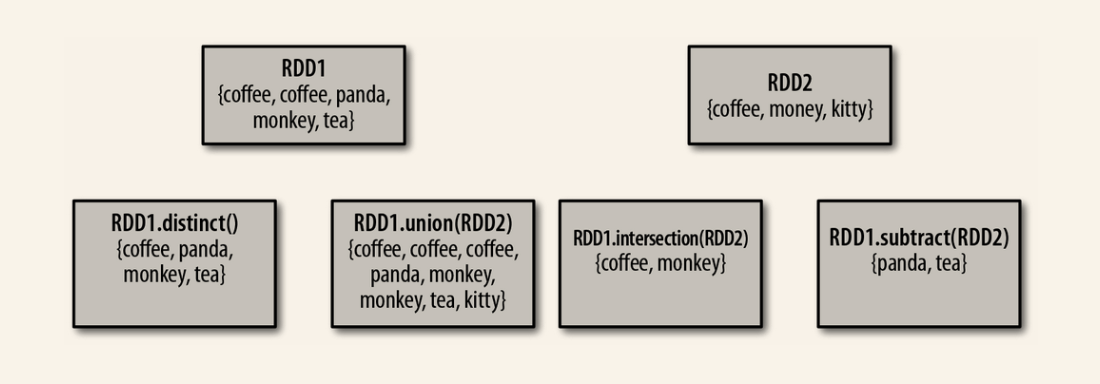 RDD1
{coffee, coffee, panda,
monkey, tea}
RDD2
{coffee, money, kitty}
RDD1.distinct()
{coffee, panda,
monkey, tea}
RDD1.union(RDD2)
{coffee, coffee, coffee,
panda, monkey,
monkey, tea, kitty}
RDD1.intersection(RDD2)
{coffee, monkey}
RDD1.subtract(RDD2)
{panda, tea}